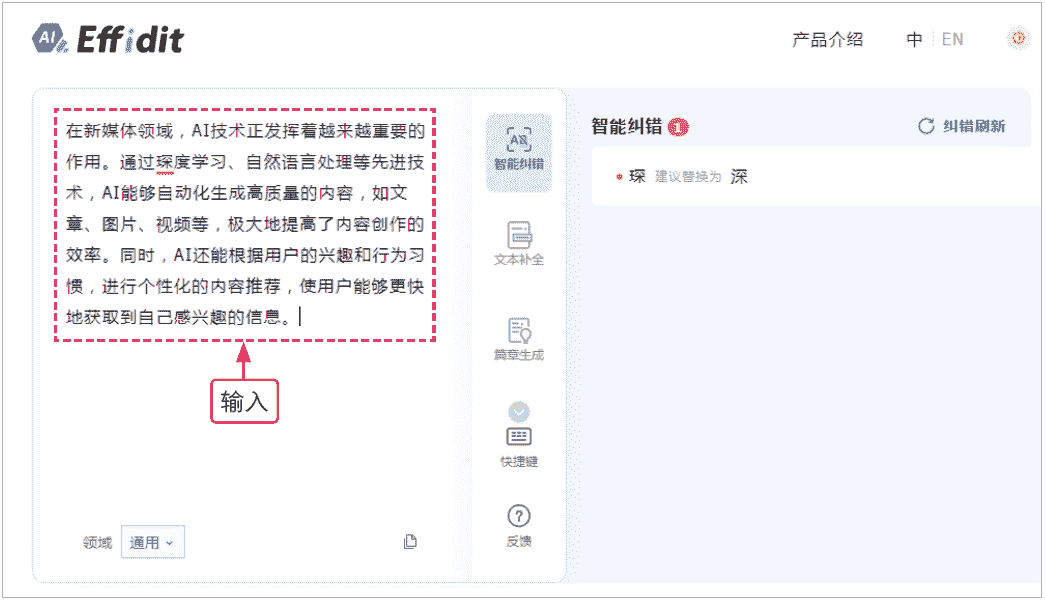 AI Effidit
产品介绍 中 EN
在新媒体领域，AI技术正发挥着越来越重要的
作用。通过琛度学习、自然语言处理等先进技
术，AI能够自动化生成高质量的内容，如文
章、图片、视频等，极大地提高了内容创作的
效率。同时，AI还能根据用户的兴趣和行为习
惯，进行个性化的内容推荐，使用户能够更快
地获取到自己感兴趣的信息。
输入
领域 通用
智能纠错
文本补全
篇章生成
快捷键
反馈
智能纠错 1 纠错刷新
琛 建议替换为 深